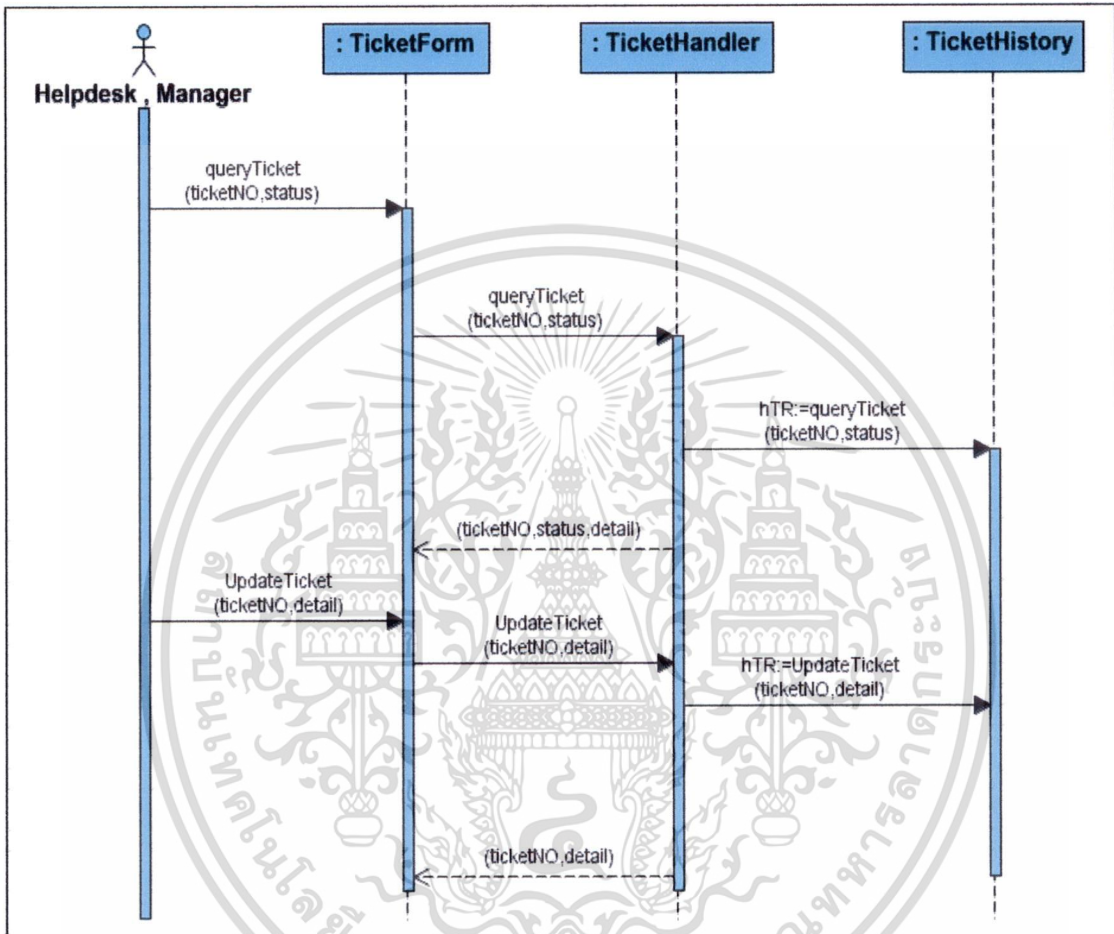 : TicketForm
: TicketHandler
: TicketHistory
Helpdesk , Manager
queryTicket
(ticketNO,status)
queryTicket
(ticketNO,status)
hTR:=queryTicket
(ticketNO,status)
(ticketNO,status,detail)
UpdateTicket
(ticketNO,detail)
UpdateTicket
(ticketNO,detail)
hTR:=UpdateTicket
(ticketNO,detail)
(ticketNO,detail)